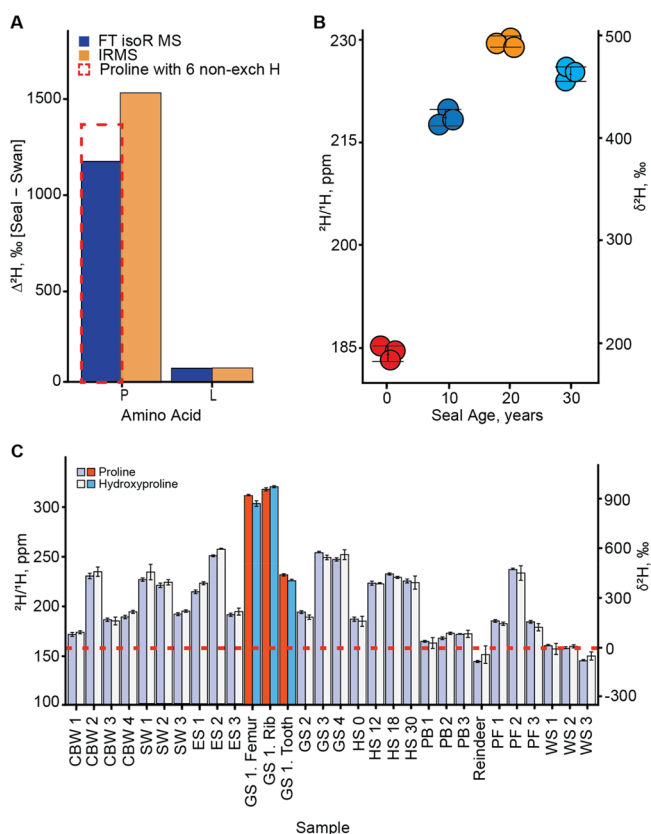 A
FT isoR MS
IRMS
Proline with 6 non-exch H
Δ²H, ‰ [Seal – Swan]
1500
1000
500
0
P
L
Amino Acid
B
²H/¹H, ppm
230
215
200
185
δ²H, ‰
500
400
300
200
0
10
20
30
Seal Age, years
C
Proline
Hydroxyproline
²H/¹H, ppm
300
250
200
150
100
δ²H, ‰
900
600
300
0
-300
CBW 1
CBW 2
CBW 3
CBW 4
SW 1
SW 2
SW 3
ES 1
ES 2
ES 3
GS 1. Femur
GS 1. Rib
GS 1. Tooth
GS 2
GS 3
GS 4
HS 0
HS 12
HS 18
HS 30
PB 1
PB 2
PB 3
Reindeer
PF 1
PF 2
PF 3
WS 1
WS 2
WS 3
Sample